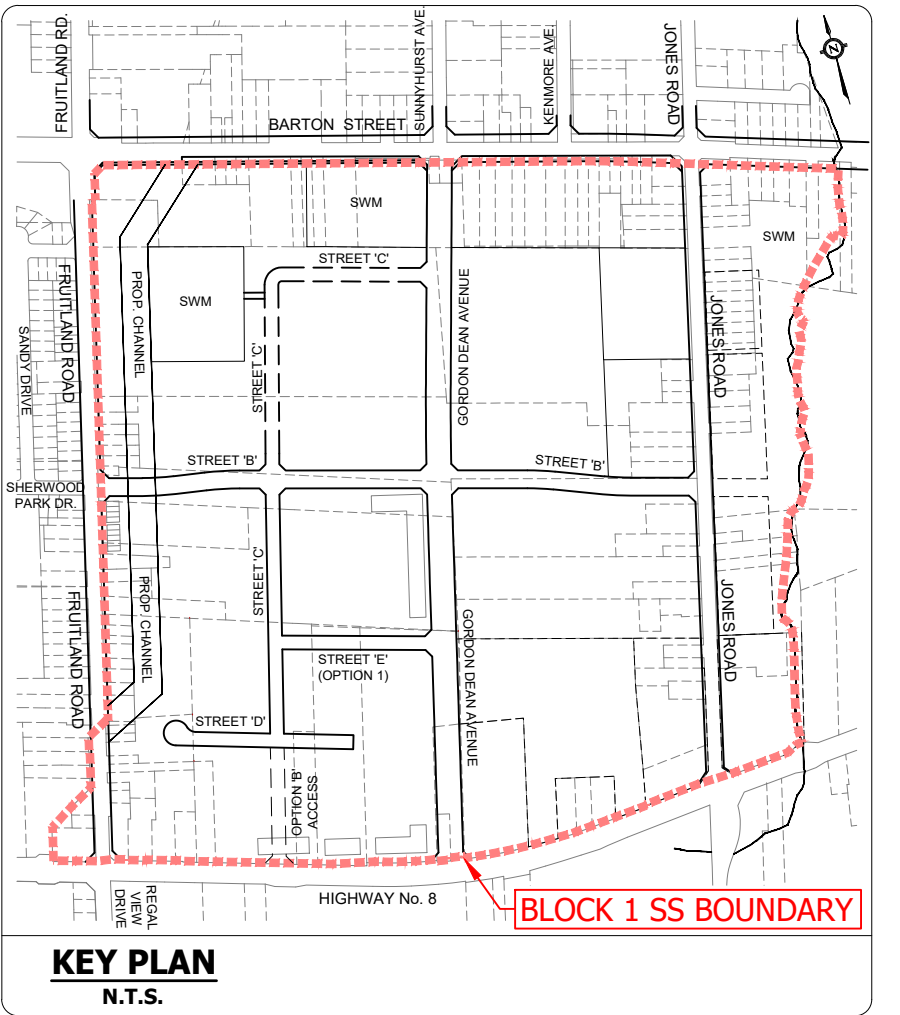 FRUITLAND RD.
SUNNYHURST AVE.
KENMORE AVE.
JONES ROAD
Z
BARTON STREET
SWM
SWM
STREET 'C'
FRUITLAND ROAD
PROP. CHANNEL
SWM
GORDON DEAN AVENUE
JONES ROAD
SANDY DRIVE
STREET 'C'
STREET 'B'
STREET 'B'
SHERWOOD
PARK DR.
STREET 'C
PROP. CHANNEL
FRUITLAND ROAD
GORDON DEAN AVENUE
JONES ROAD
STREET 'E'
(OPTION 1)
STREET 'D'
OPTION 'B'
ACCESS
REGAL
VIEW
DRIVE
HIGHWAY No. 8
BLOCK 1 SS BOUNDARY
KEY PLAN
N.T.S.